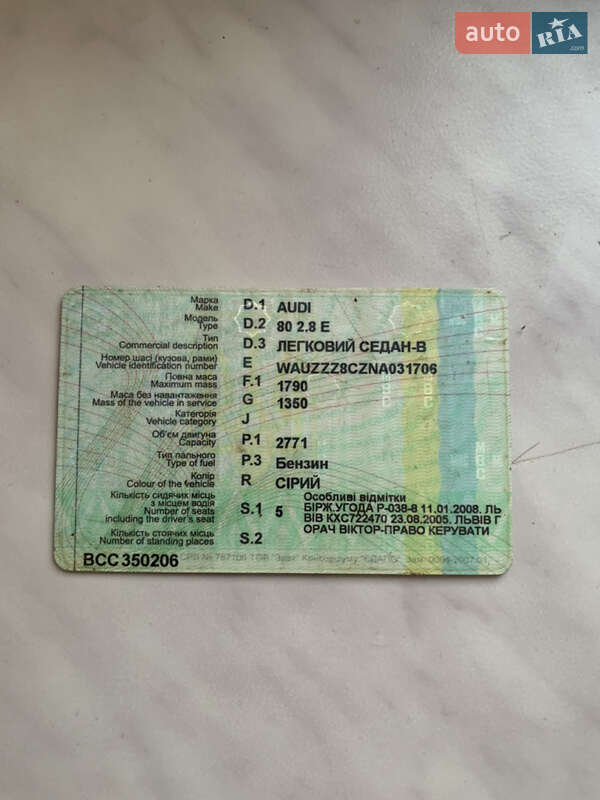 auto RIA .com
Марка
Make D.1 AUDI
Модель
Type D.2 80 2.8 E
Тип
Commercial description D.3 ЛЕГКОВИЙ СЕДАН-В
Номер шасі (кузова, рами)
Vehicle identification number E WAUZZZ8CZNA031706
Повна маса
Maximum mass F.1 1790
Маса без навантаження
Mass of the vehicle in service G 1350
Категорія
Vehicle category J
Об'єм двигуна
Capacity P.1 2771
Тип пального
Type of fuel P.3 Бензин
Колір
Colour of the vehicle R СІРИЙ
Кількість сидячих місць
з місцем водія
Number of seats
including the driver's seat S.1 5
Особливі відмітки
БІРЖ.УГОДА Р-038-8 11.01.2008. ЛЬ
ВІВ КХС722470 23.08.2005. ЛЬВІВ Г
ОРАЧ ВІКТОР-ПРАВО КЕРУВАТИ
Кількість стоячих місць
Number of standing places S.2
ВСС 350206